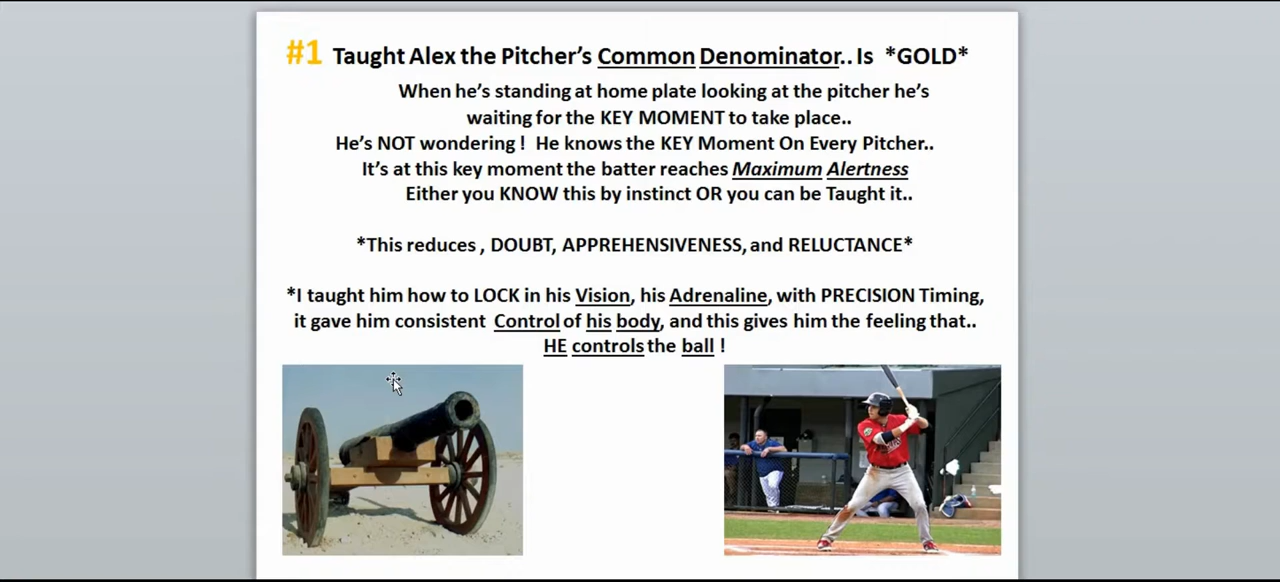 #1 Taught Alex the Pitcher's Common Denominator.. Is *GOLD*
When he's standing at home plate looking at the pitcher he's
waiting for the KEY MOMENT to take place..
He's NOT wondering ! He knows the KEY Moment On Every Pitcher..
It's at this key moment the batter reaches Maximum Alertness
Either you KNOW this by instinct OR you can be Taught it..
*This reduces , DOUBT, APPREHENSIVENESS, and RELUCTANCE*
*I taught him how to LOCK in his Vision, his Adrenaline, with PRECISION Timing,
it gave him consistent Control of his body, and this gives him the feeling that..
HE controls the ball !